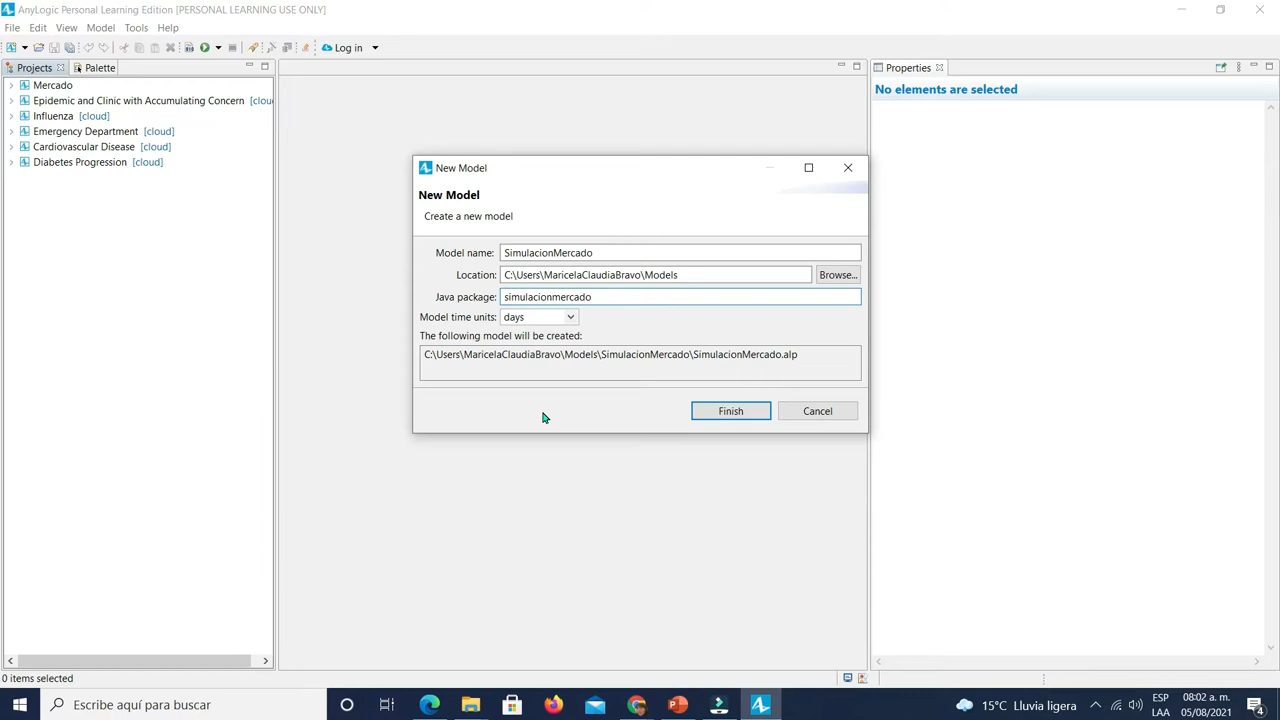 AnyLogic Personal Learning Edition [PERSONAL LEARNING USE ONLY]
File Edit View Model Tools Help
Log in
Projects Palette
Mercado
Epidemic and Clinic with Accumulating Concern [clou
Influenza [cloud]
Emergency Department [cloud]
Cardiovascular Disease [cloud]
Diabetes Progression [cloud]
New Model
New Model
Create a new model
Model name: SimulacionMercado
Location: C:\Users\MaricelaClaudiaBravo\Models Browse...
Java package: simulacionmercado
Model time units: days
The following model will be created:
C:\Users\MaricelaClaudiaBravo\Models\SimulacionMercado\SimulacionMercado.alp
Finish Cancel
Properties
No elements are selected
0 items selected
Escribe aquí para buscar
15°C Lluvia ligera
ESP
LAA
08:02 a. m.
05/08/2021
4